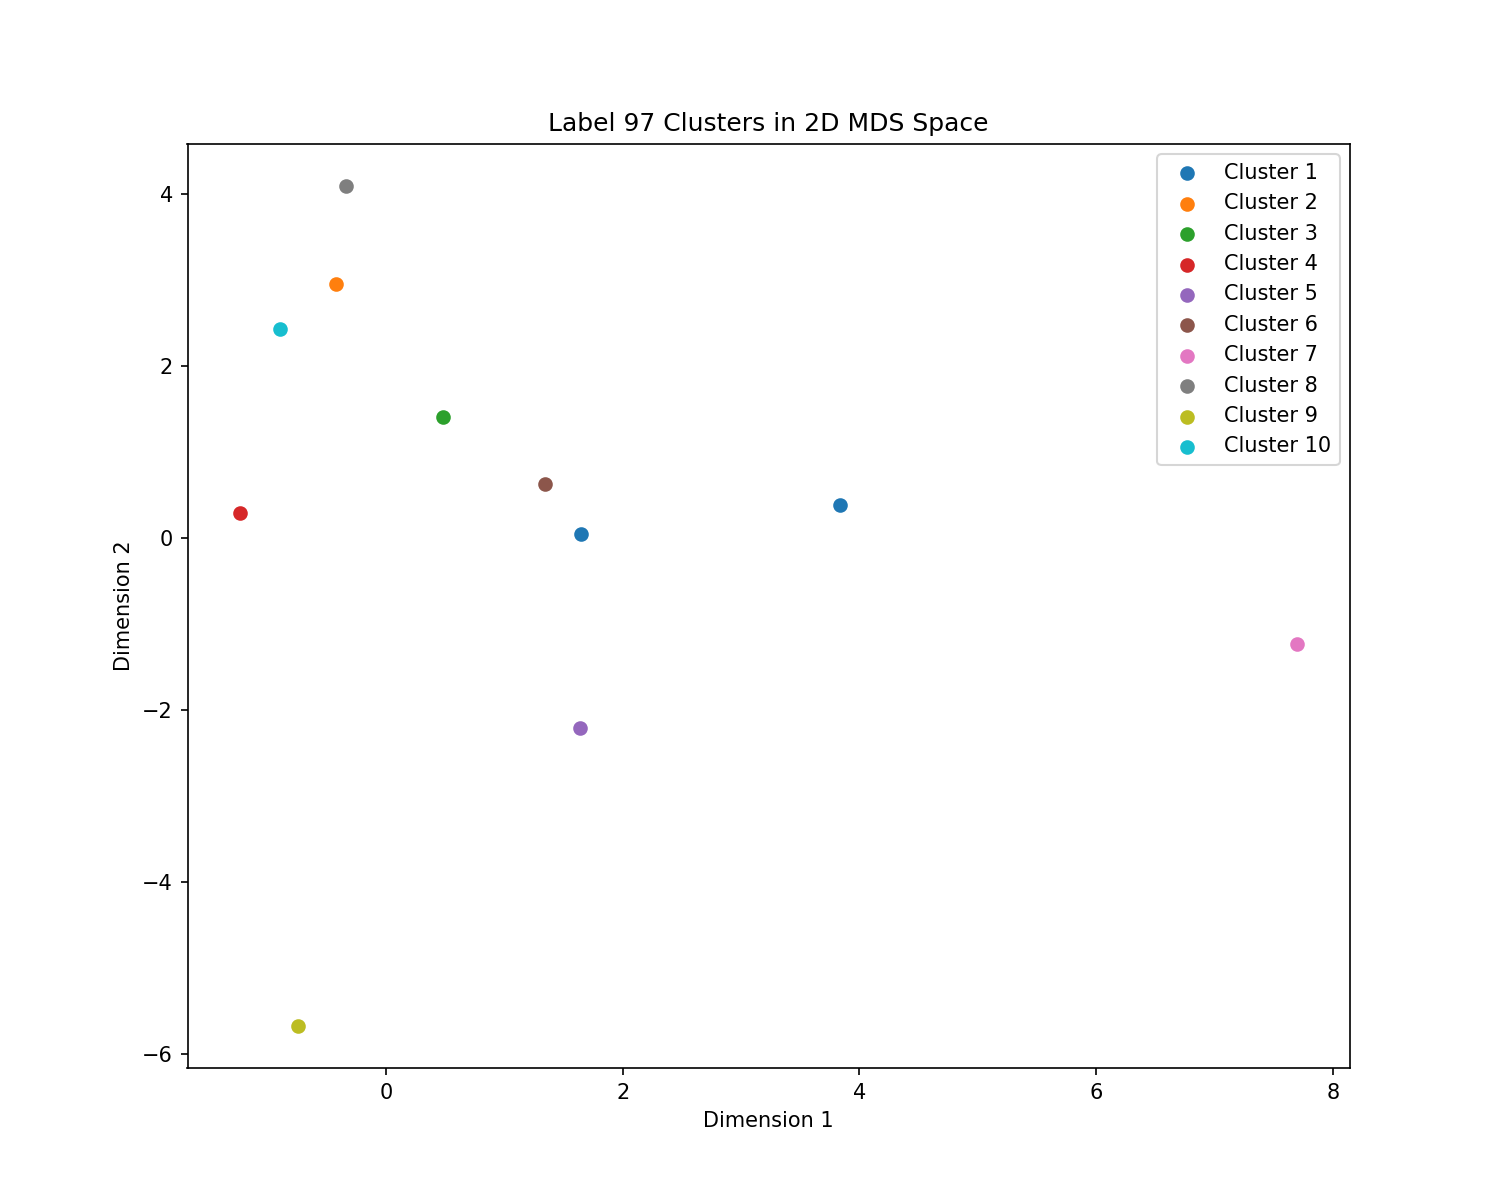 Label 97 Clusters in 2D MDS Space
Cluster 1
Cluster 2
Cluster 3
Cluster 4
Cluster 5
Cluster 6
Cluster 7
Cluster 8
Cluster 9
Cluster 10
4
2
0
−2
−4
−6
Dimension 2
0
2
4
6
8
Dimension 1